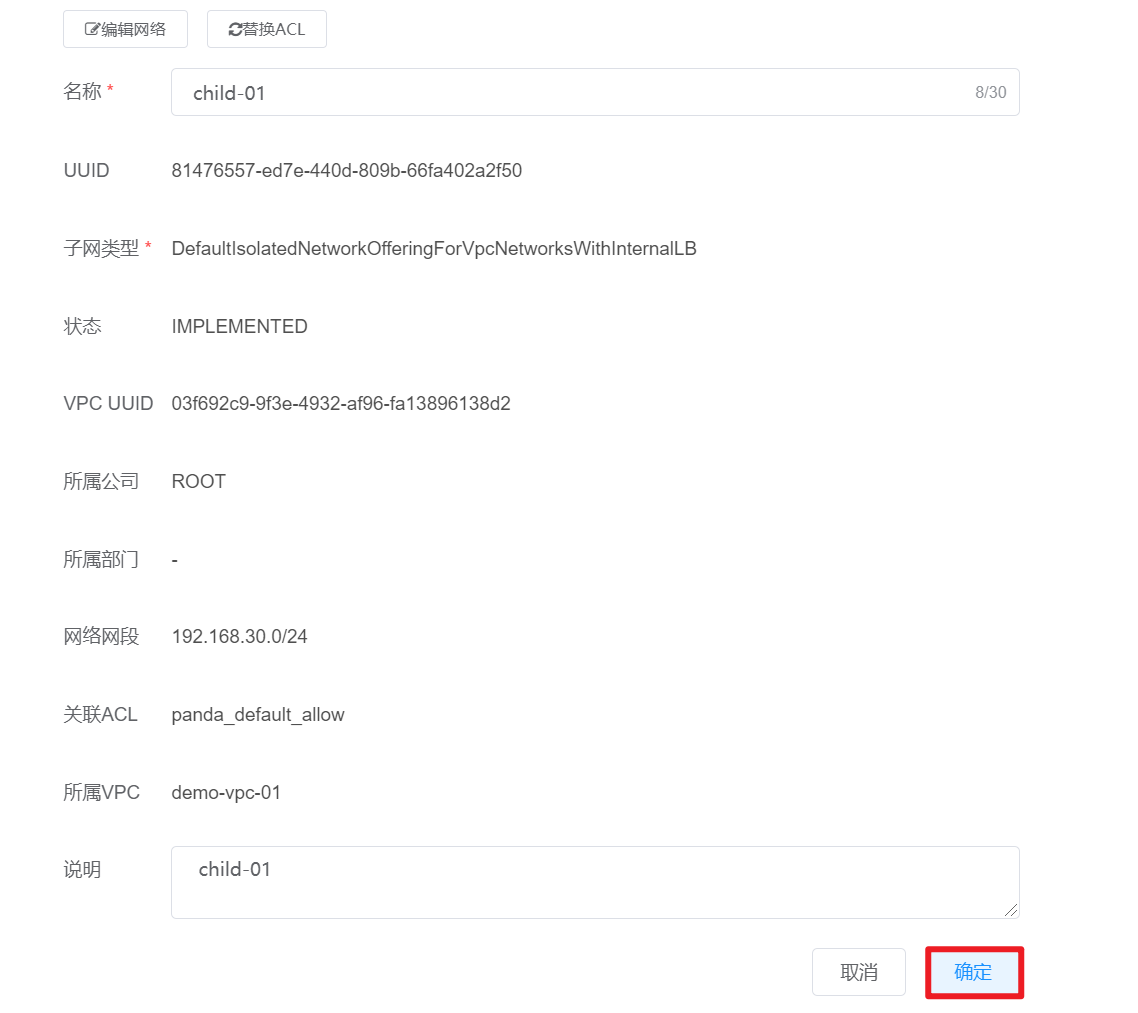 编辑网络 替换ACL
名称 * child-01 8/30
UUID 81476557-ed7e-440d-809b-66fa402a2f50
子网类型 * DefaultIsolatedNetworkOfferingForVpcNetworksWithInternalLB
状态 IMPLEMENTED
VPC UUID 03f692c9-9f3e-4932-af96-fa13896138d2
所属公司 ROOT
所属部门 -
网络网段 192.168.30.0/24
关联ACL panda_default_allow
所属VPC demo-vpc-01
说明 child-01
取消 确定